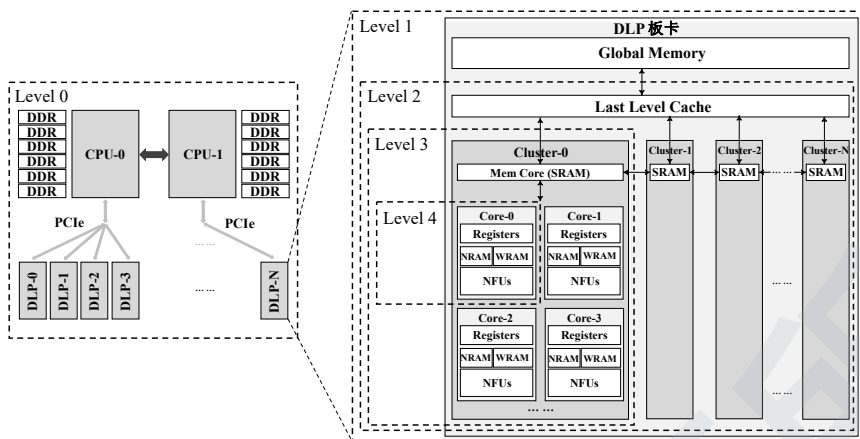 Level 0
DDR
DDR
DDR
DDR
DDR
DDR
CPU-0
CPU-1
DDR
DDR
DDR
DDR
DDR
DDR
PCIe
PCIe
... ...
DLP-0
DLP-1
DLP-2
DLP-3
... ...
DLP-N
Level 1
DLP 板卡
Global Memory
Level 2
Last Level Cache
Level 3
Cluster-0
Mem Core (SRAM)
Cluster-1
SRAM
Cluster-2
SRAM
... ...
Cluster-N
SRAM
Level 4
Core-0
Registers
NRAM WRAM
NFUs
Core-1
Registers
NRAM WRAM
NFUs
Core-2
Registers
NRAM WRAM
NFUs
Core-3
Registers
NRAM WRAM
NFUs
... ...
... ...
... ...